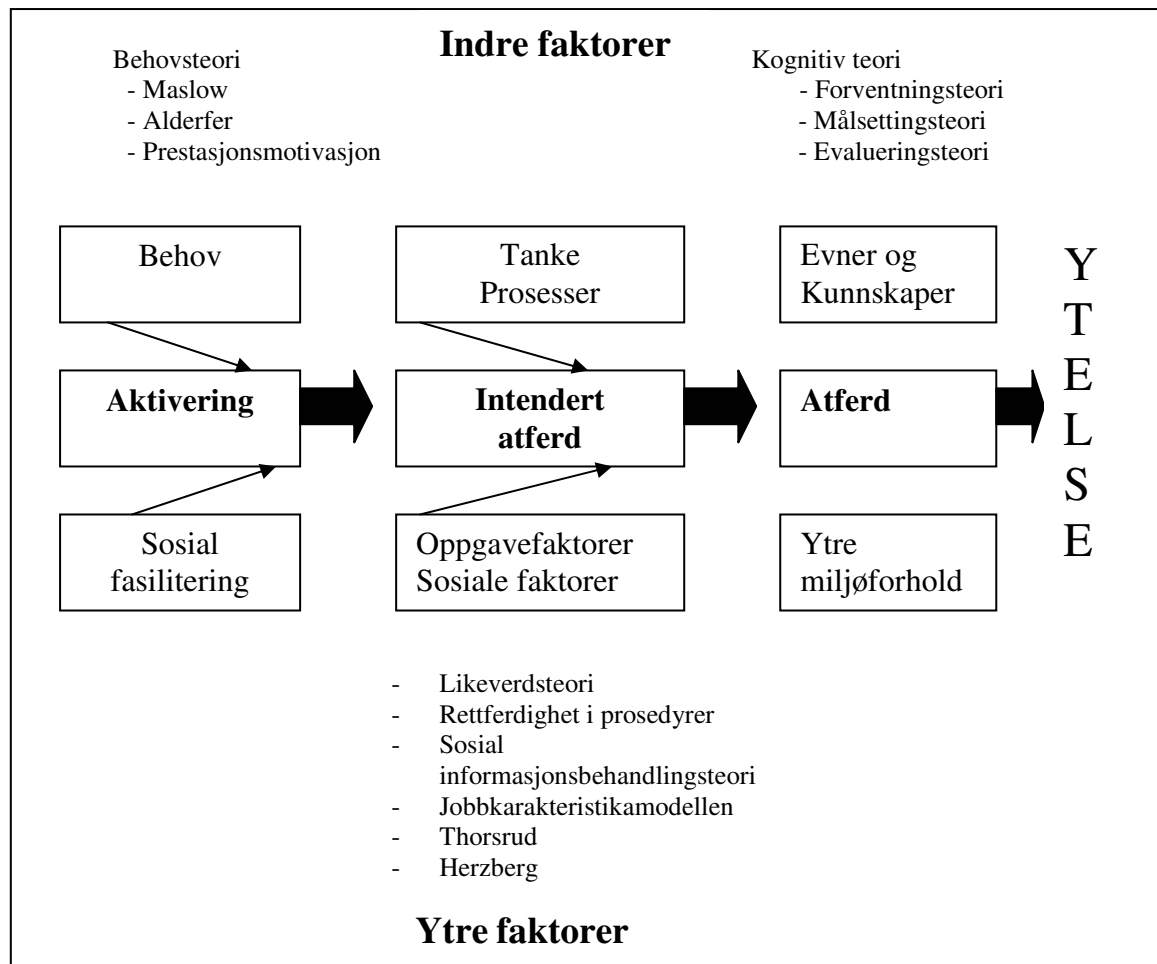 Indre faktorer
Behovsteori
- Maslow
- Alderfer
- Prestasjonsmotivasjon
Kognitiv teori
- Forventningsteori
- Målsettingsteori
- Evalueringsteori
Behov
Tanke
Prosesser
Evner og
Kunnskaper
Aktivering
Intendert
atferd
Atferd
Sosial
fasilitering
Oppgavefaktorer
Sosiale faktorer
Ytre
miljøforhold
Y
T
E
L
S
E
- Likeverdsteori
- Rettferdighet i prosedyrer
- Sosial
informasjonsbehandlingsteori
- Jobbkarakteristikamodellen
- Thorsrud
- Herzberg
Ytre faktorer